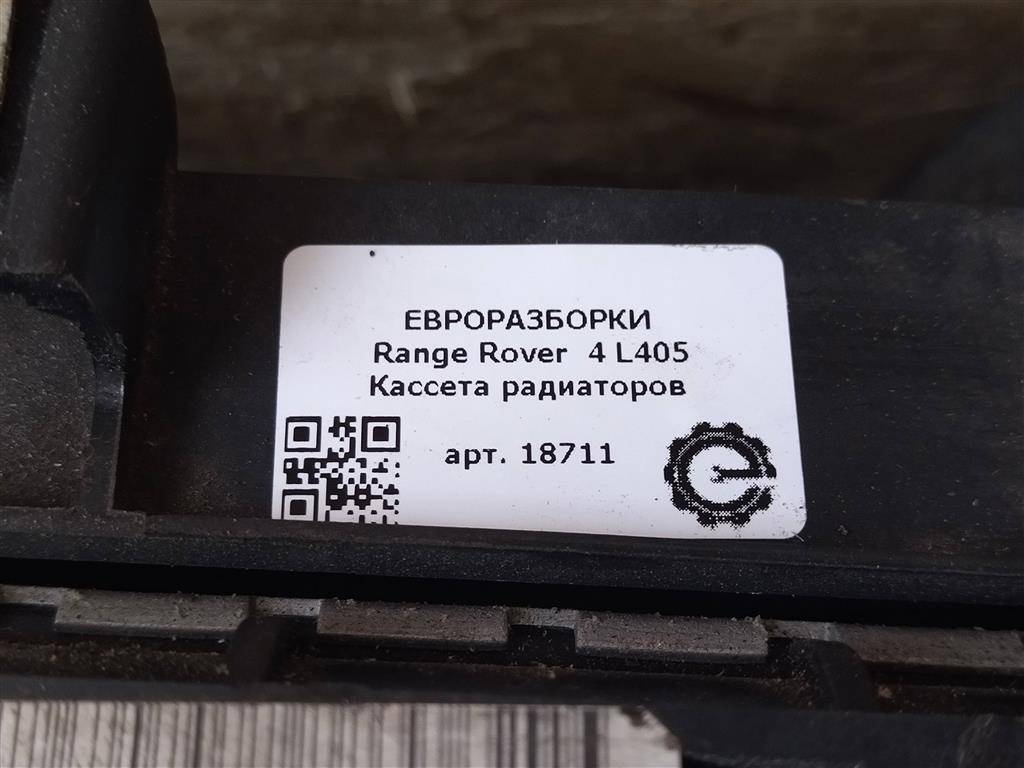 ЕВРОРАЗБОРКИ
Range Rover 4 L405
Кассета радиаторов
арт. 18711